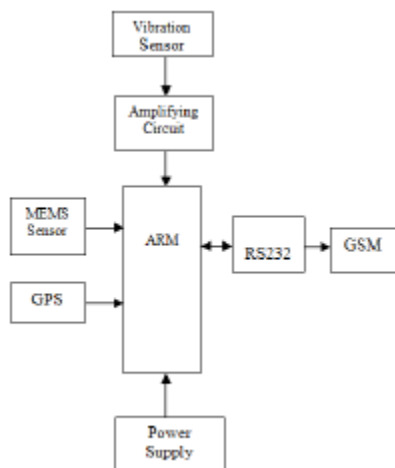 Vibration
Sensor
Amplifying
Circuit
MEMS
Sensor
ARM
RS232
GSM
GPS
Power
Supply